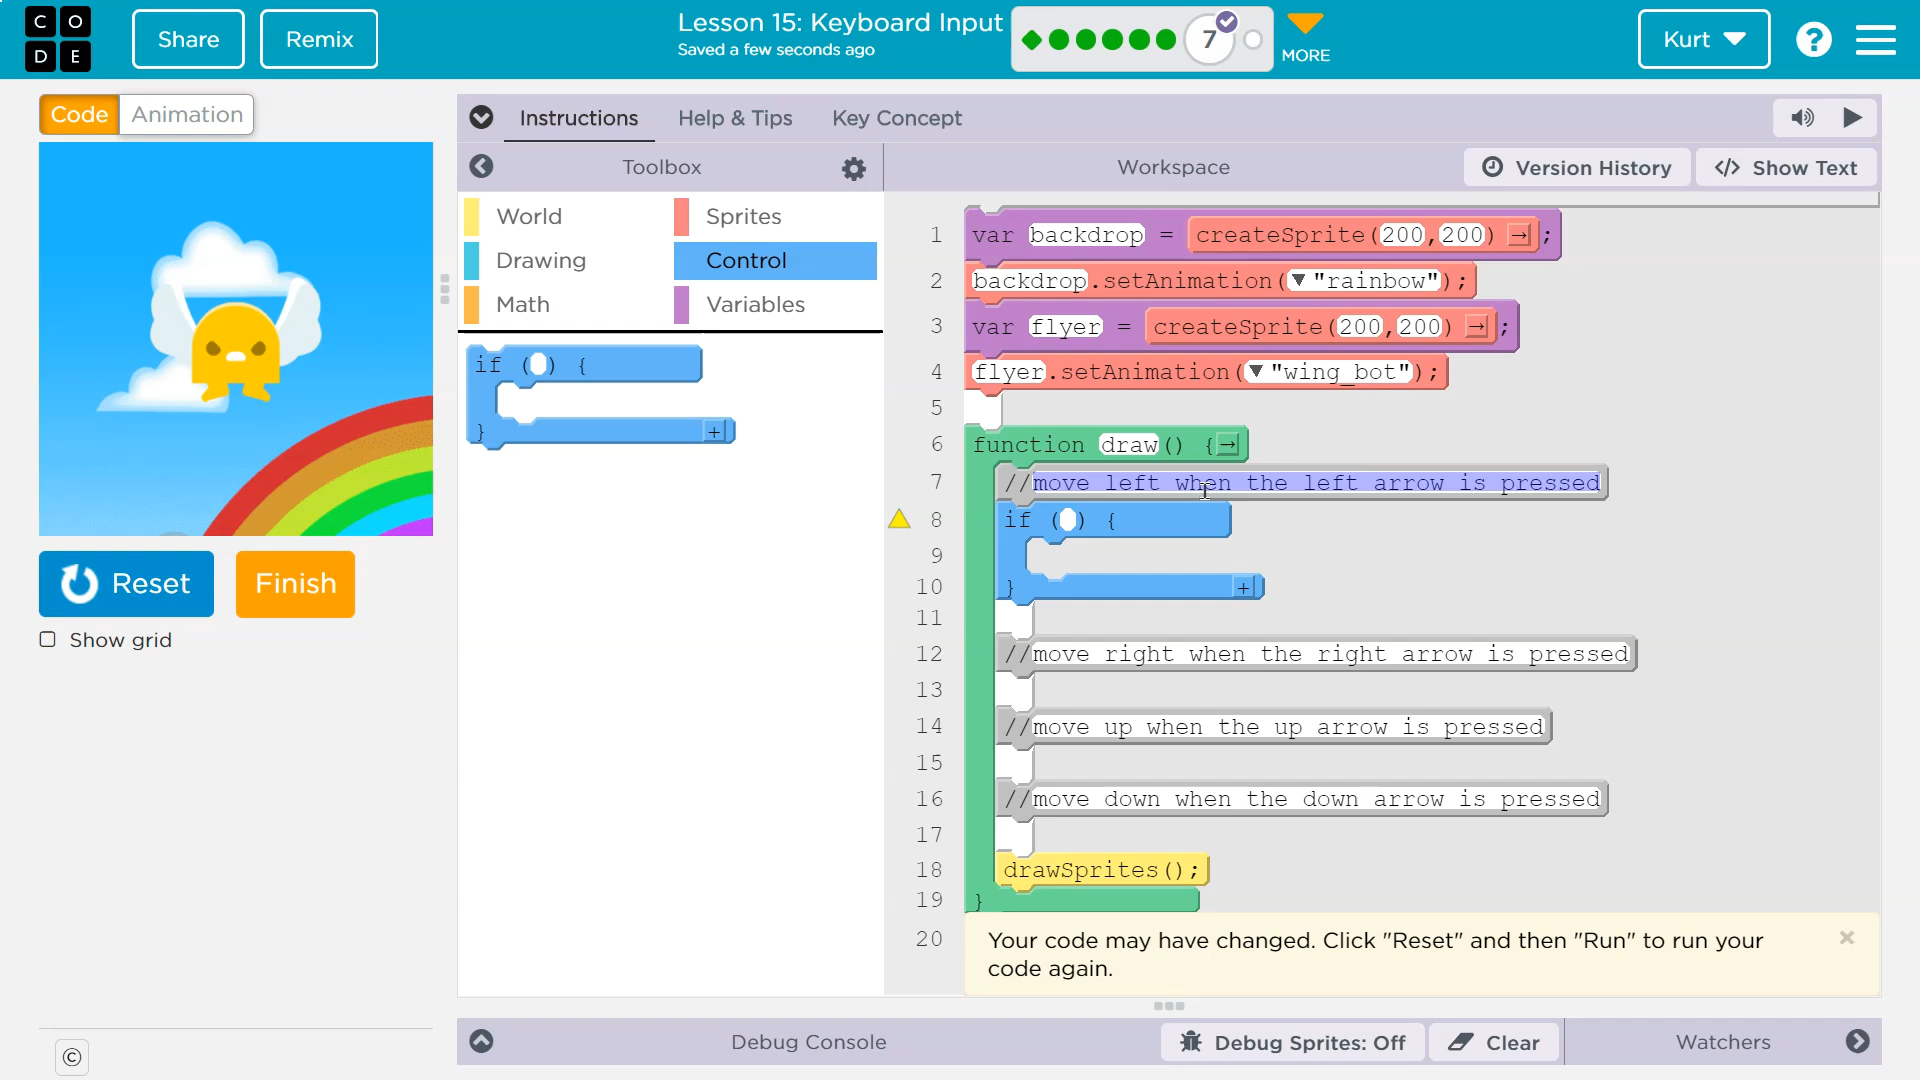 C O D E
Share
Remix
Lesson 15: Keyboard Input
Saved a few seconds ago
7
MORE
Kurt
?
Code
Animation
Instructions
Help & Tips
Key Concept
Toolbox
Workspace
Version History
</> Show Text
World
Sprites
Drawing
Control
Math
Variables
if () {
} +
1 var backdrop = createSprite(200,200) → ;
2 backdrop.setAnimation(▼"rainbow");
3 var flyer = createSprite(200,200) → ;
4 flyer.setAnimation(▼"wing_bot");
5
6 function draw() { →
7 //move left when the left arrow is pressed
8 if () {
9
10 } +
11
12 //move right when the right arrow is pressed
13
14 //move up when the up arrow is pressed
15
16 //move down when the down arrow is pressed
17
18 drawSprites();
19 }
20
Your code may have changed. Click "Reset" and then "Run" to run your
code again.
×
Reset
Finish
Show grid
©
Debug Console
Debug Sprites: Off
Clear
Watchers